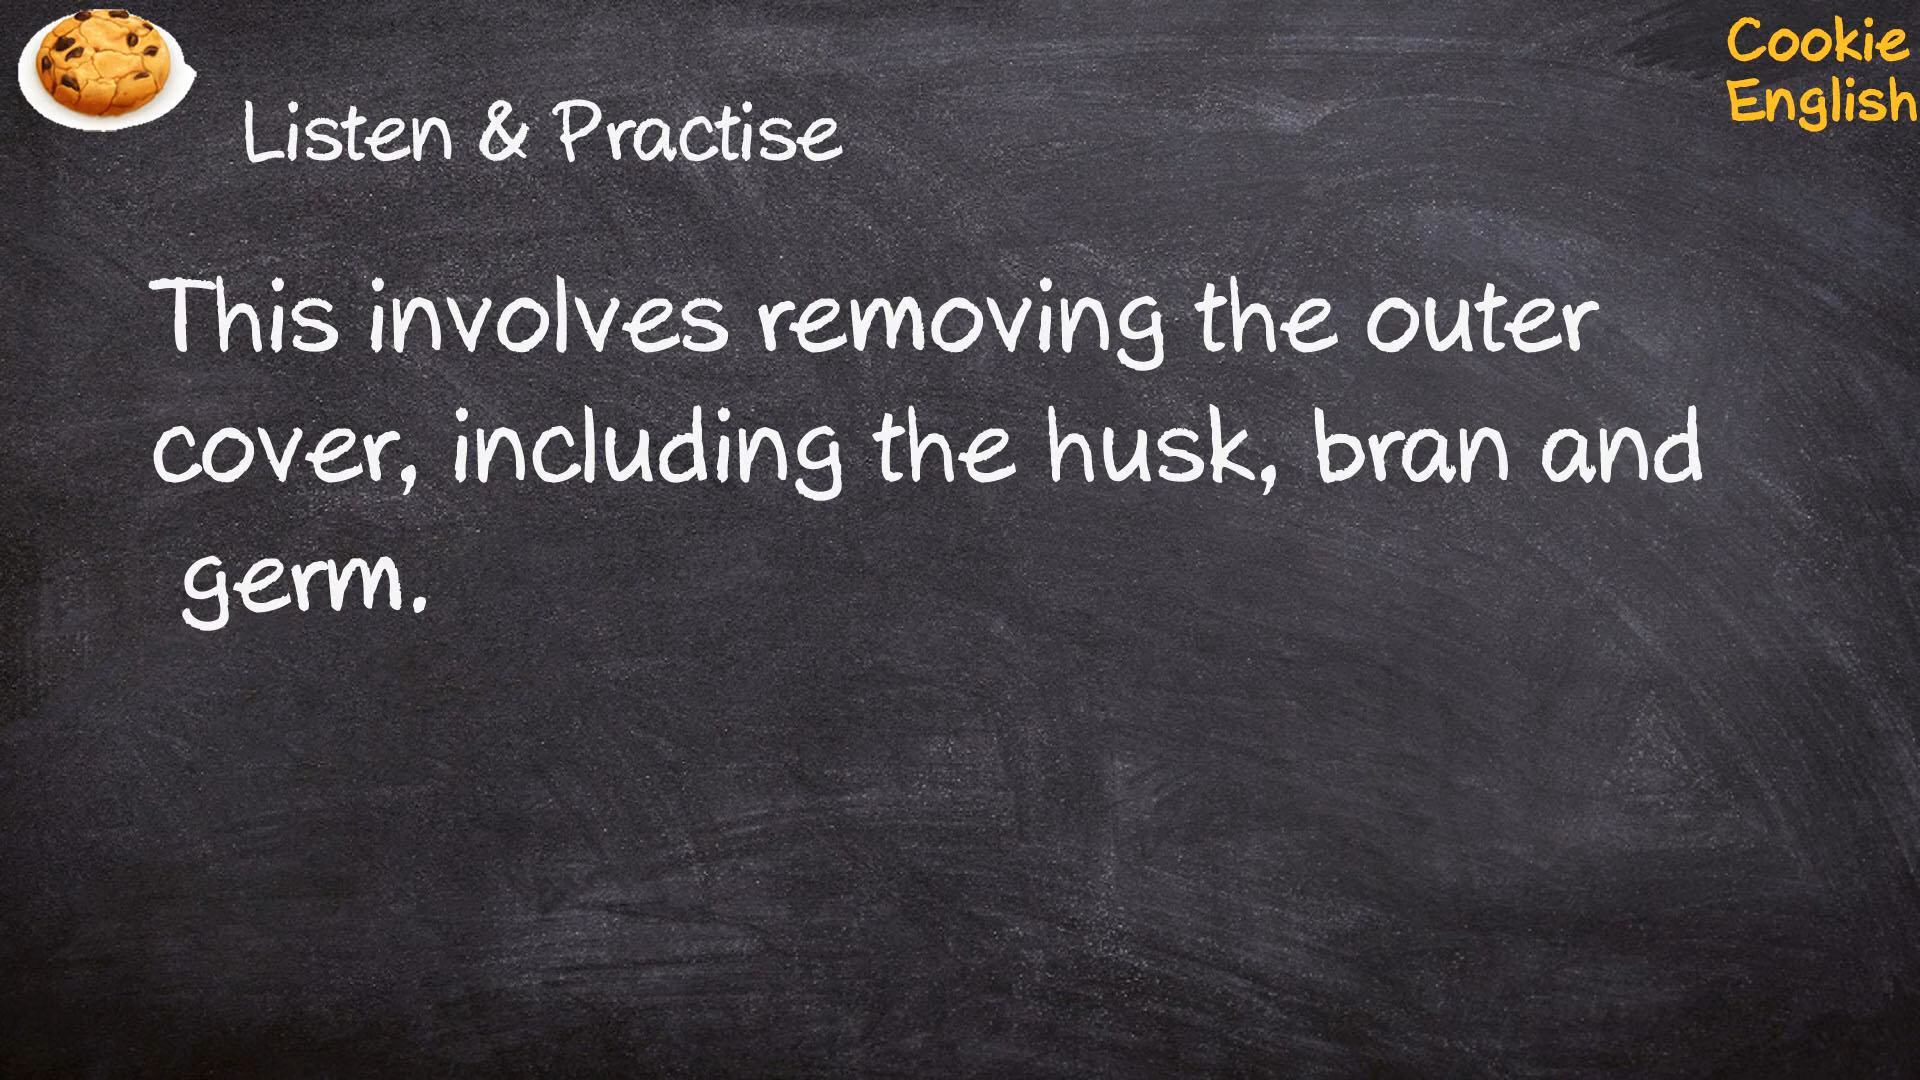 Cookie
English
Listen & Practise
This involves removing the outer
cover, including the husk, bran and
germ.